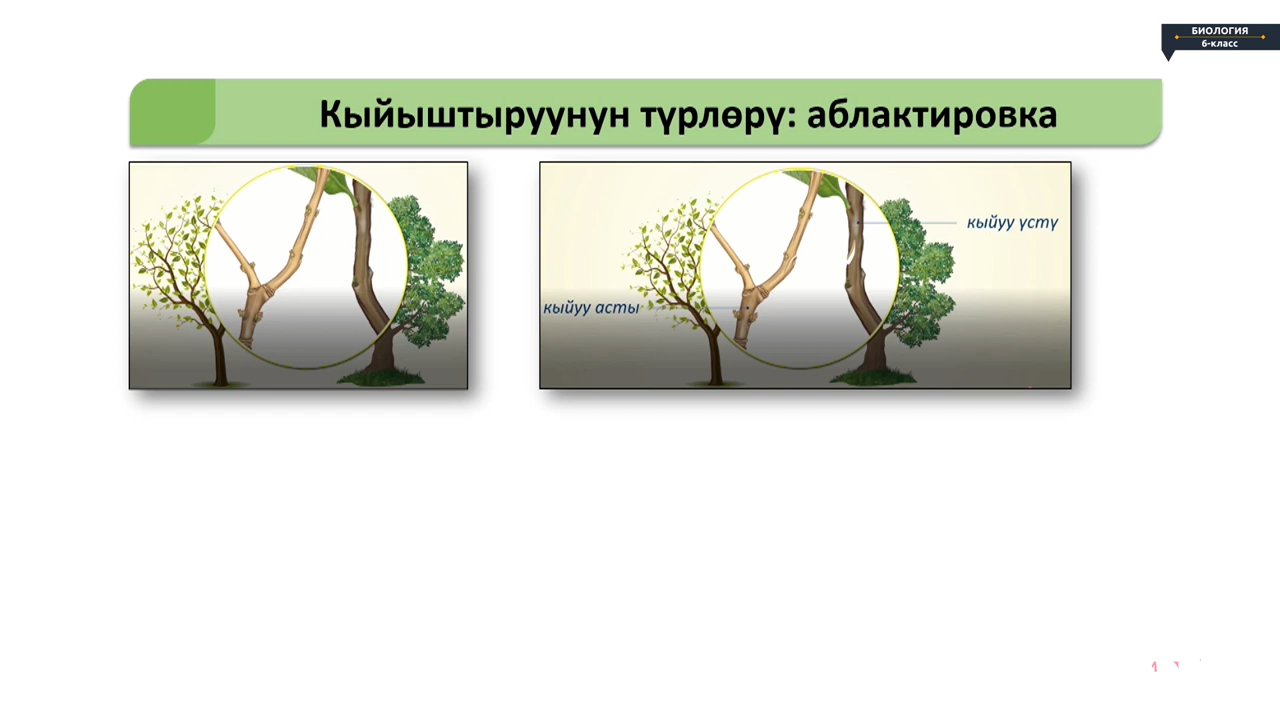 БИОЛОГИЯ
6-класс
Кыйыштыруунун түрлөрү: аблактировка
кыйуу үстү
кыйуу асты